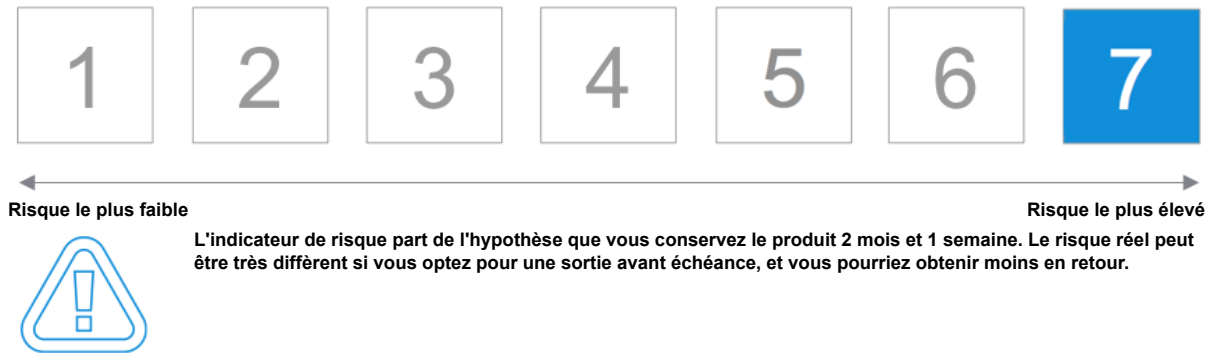 1 2 3 4 5 6 7
Risque le plus faible Risque le plus élevé
L'indicateur de risque part de l'hypothèse que vous conservez le produit 2 mois et 1 semaine. Le risque réel peut
être très diffèrent si vous optez pour une sortie avant échéance, et vous pourriez obtenir moins en retour.